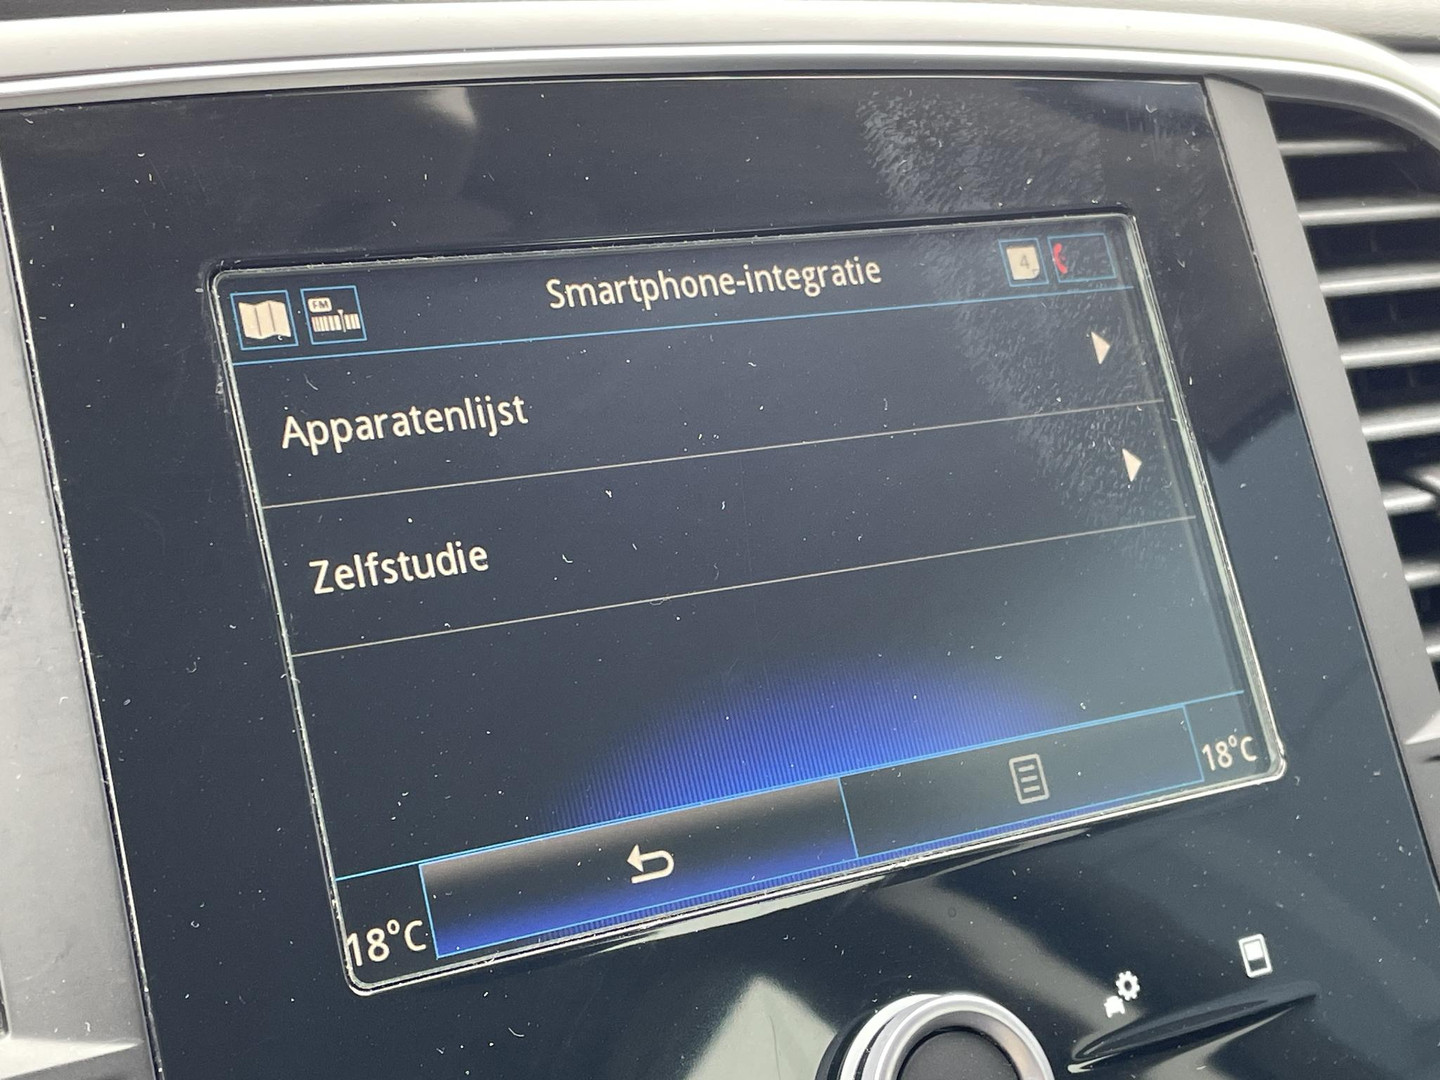 FM
Smartphone-integratie
4
Apparatenlijst
Zelfstudie
18°C
18°C